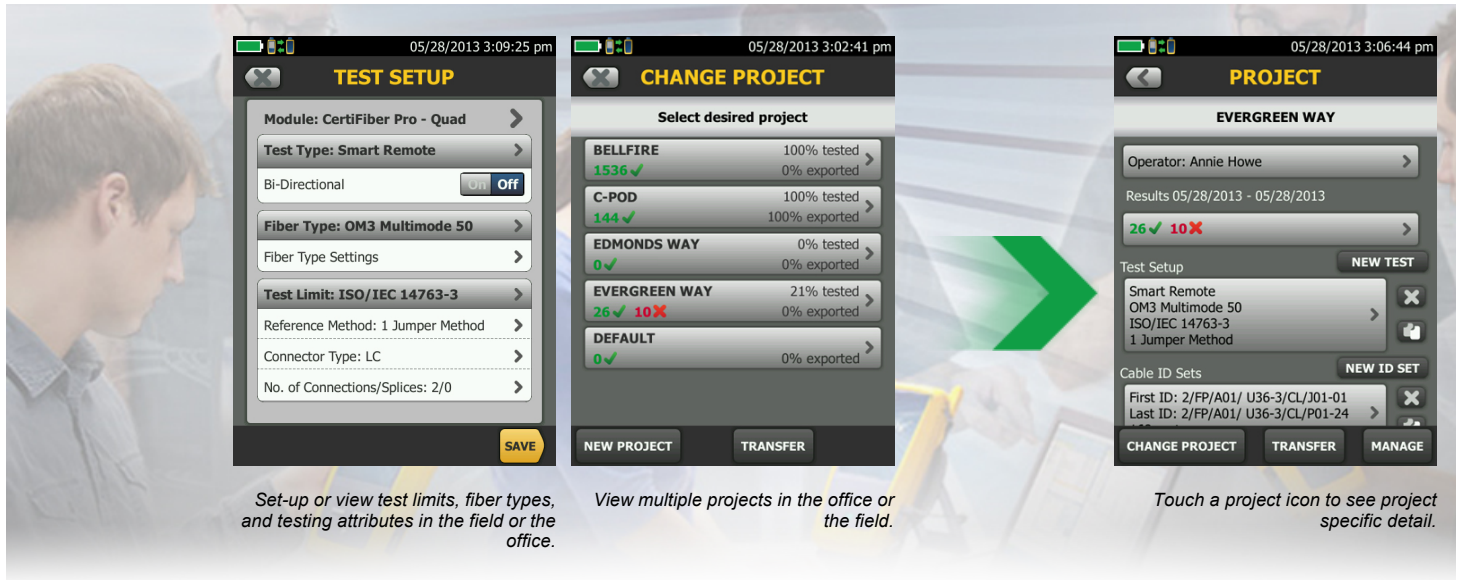 05/28/2013 3:09:25 pm
TEST SETUP
Module: CertiFiber Pro - Quad
Test Type: Smart Remote
Bi-Directional On Off
Fiber Type: OM3 Multimode 50
Fiber Type Settings
Test Limit: ISO/IEC 14763-3
Reference Method: 1 Jumper Method
Connector Type: LC
No. of Connections/Splices: 2/0
SAVE
Set-up or view test limits, fiber types,
and testing attributes in the field or the
office.
05/28/2013 3:02:41 pm
CHANGE PROJECT
Select desired project
BELLFIRE 100% tested
1536 ✓ 0% exported
C-POD 100% tested
144 ✓ 100% exported
EDMONDS WAY 0% tested
0 ✓ 0% exported
EVERGREEN WAY 21% tested
26 ✓ 10 ✗ 0% exported
DEFAULT
0 ✓ 0% exported
NEW PROJECT TRANSFER
View multiple projects in the office or
the field.
05/28/2013 3:06:44 pm
PROJECT
EVERGREEN WAY
Operator: Annie Howe
Results 05/28/2013 - 05/28/2013
26 ✓ 10 ✗
NEW TEST
Test Setup
Smart Remote
OM3 Multimode 50
ISO/IEC 14763-3
1 Jumper Method
NEW ID SET
Cable ID Sets
First ID: 2/FP/A01/ U36-3/CL/J01-01
Last ID: 2/FP/A01/ U36-3/CL/P01-24
CHANGE PROJECT TRANSFER MANAGE
Touch a project icon to see project
specific detail.